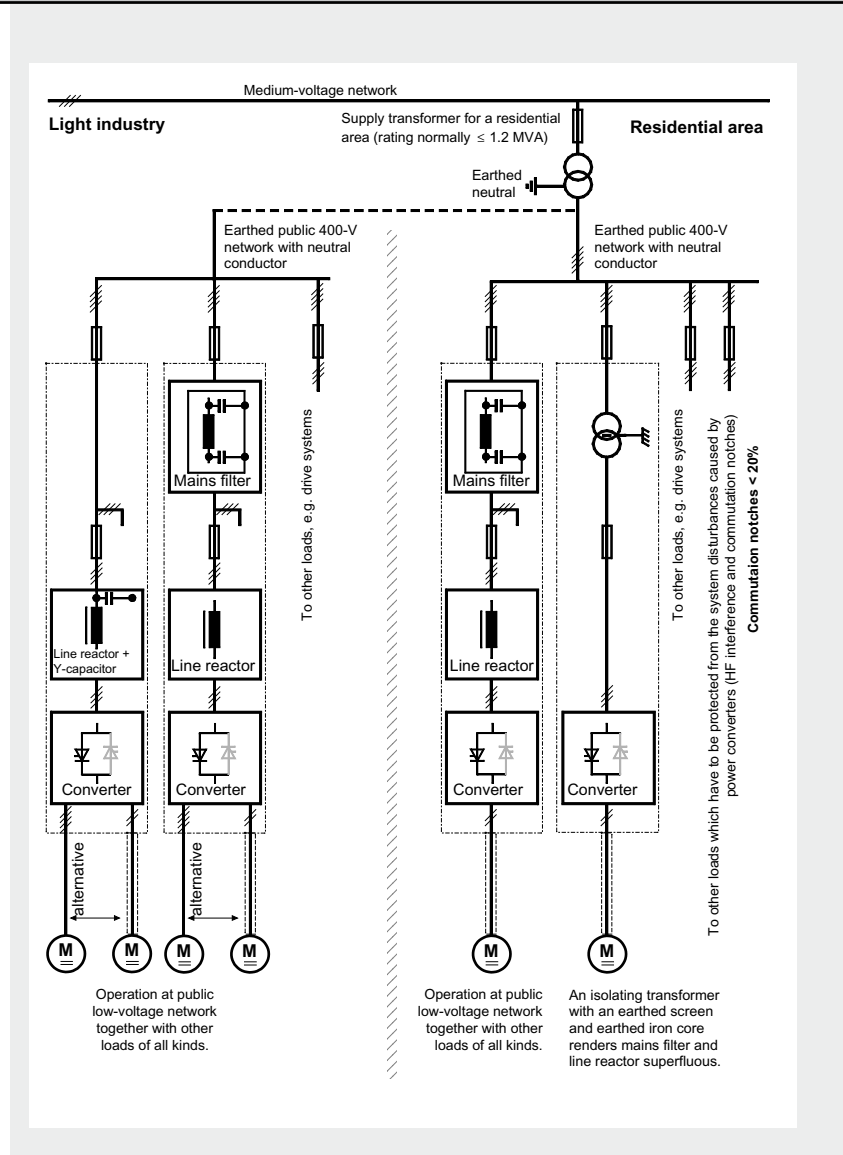 Medium-voltage network
Light industry
Supply transformer for a residential
area (rating normally ≤ 1.2 MVA)
Residential area
Earthed
neutral
Earthed public 400-V
network with neutral
conductor
Earthed public 400-V
network with neutral
conductor
Mains filter
Line reactor +
Y-capacitor
Line reactor
Converter
Converter
To other loads, e.g. drive systems
alternative
alternative
M
M
M
M
Operation at public
low-voltage network
together with other
loads of all kinds.
Mains filter
Line reactor
Converter
Converter
To other loads, e.g. drive systems
To other loads which have to be protected from the system disturbances caused by
power converters (HF interference and commutation notches)
Commutaion notches < 20%
M
M
Operation at public
low-voltage network
together with other
loads of all kinds.
An isolating transformer
with an earthed screen
and earthed iron core
renders mains filter and
line reactor superfluous.